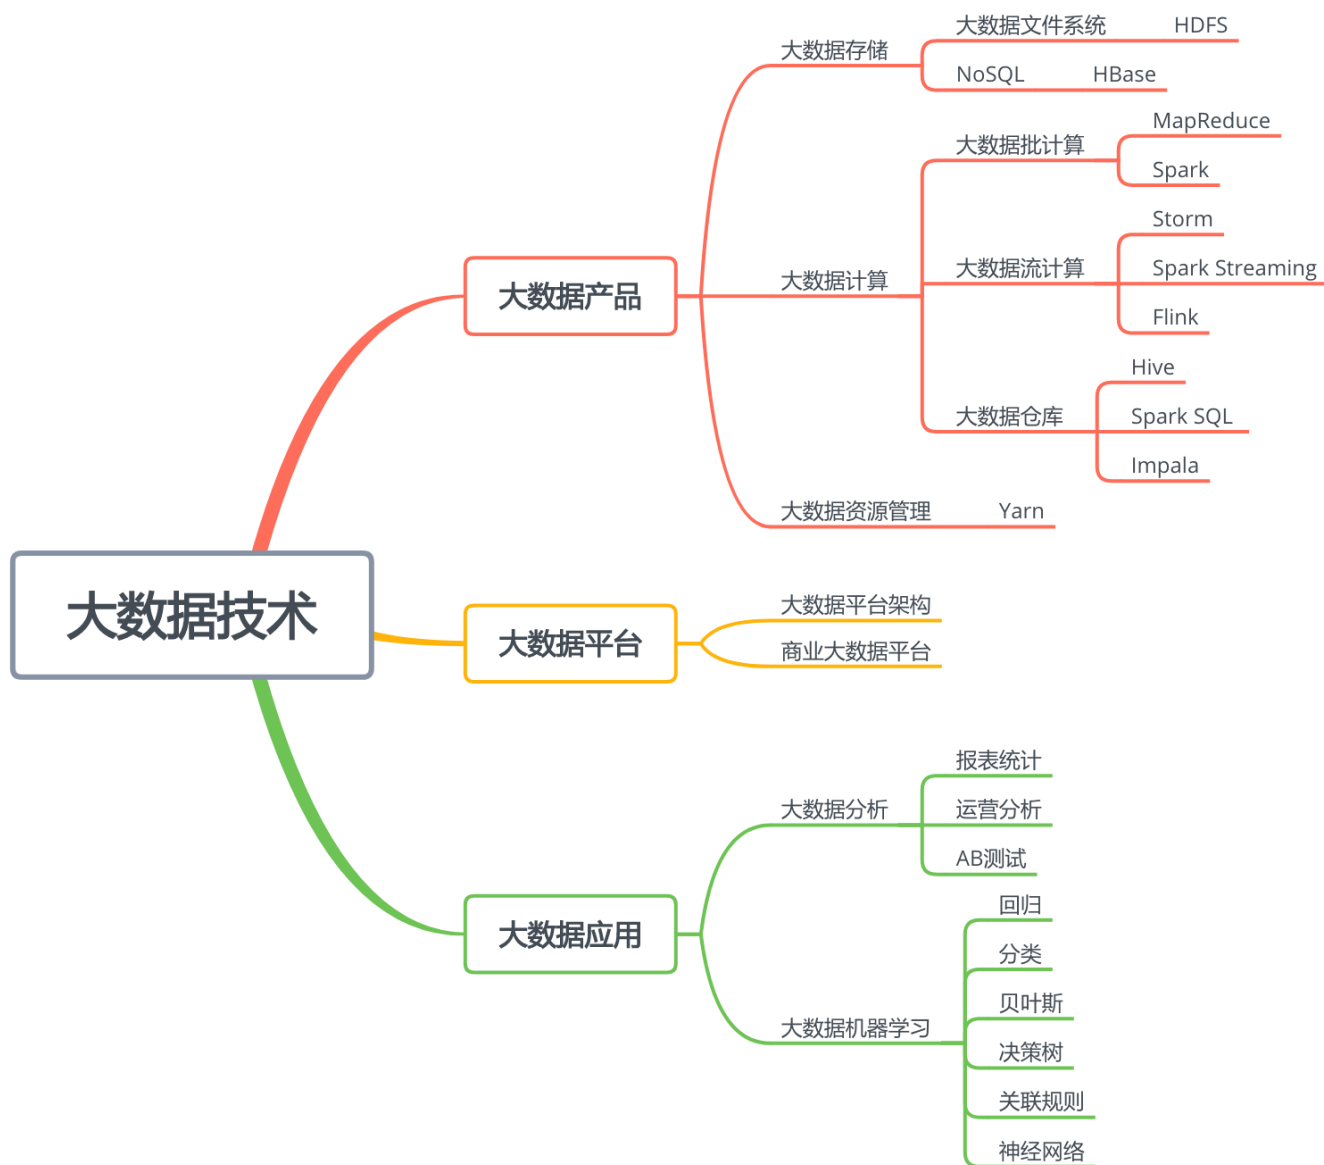 大数据技术
大数据产品
大数据存储
大数据文件系统 HDFS
NoSQL HBase
大数据计算
大数据批计算
MapReduce
Spark
大数据流计算
Storm
Spark Streaming
Flink
大数据仓库
Hive
Spark SQL
Impala
大数据资源管理 Yarn
大数据平台
大数据平台架构
商业大数据平台
大数据应用
大数据分析
报表统计
运营分析
AB测试
大数据机器学习
回归
分类
贝叶斯
决策树
关联规则
神经网络